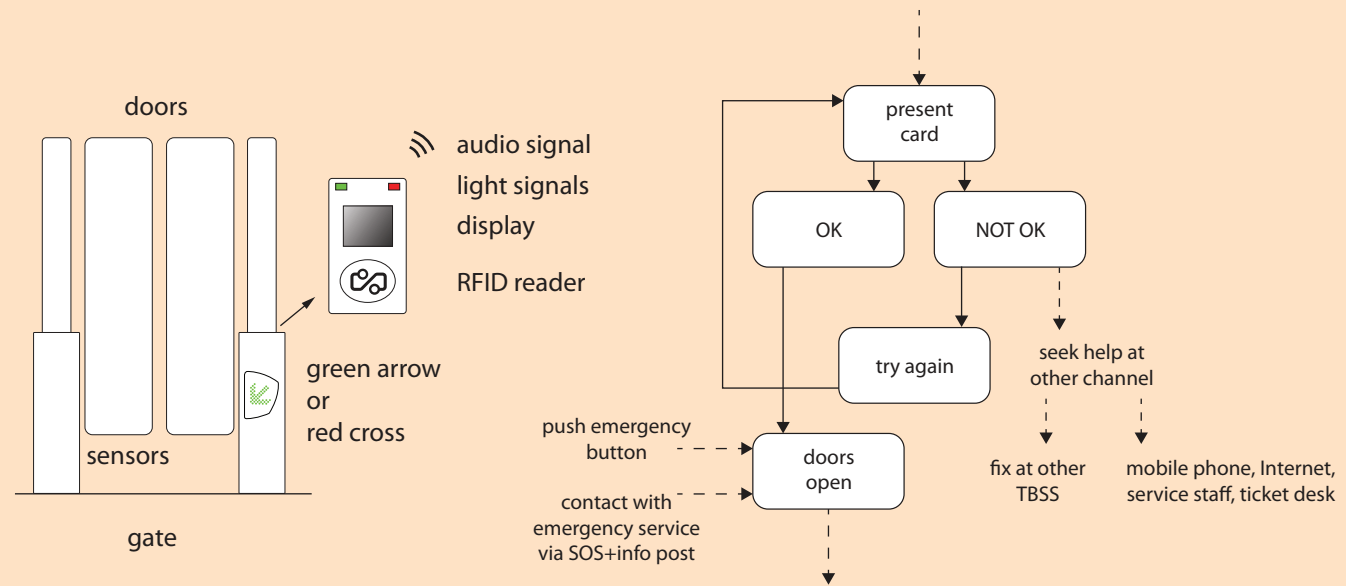 doors
audio signal
light signals
display
RFID reader
green arrow
or
red cross
sensors
gate
present
card
OK
NOT OK
try again
seek help at
other channel
push emergency
button
doors
open
contact with
emergency service
via SOS+info post
fix at other
TBSS
mobile phone, Internet,
service staff, ticket desk